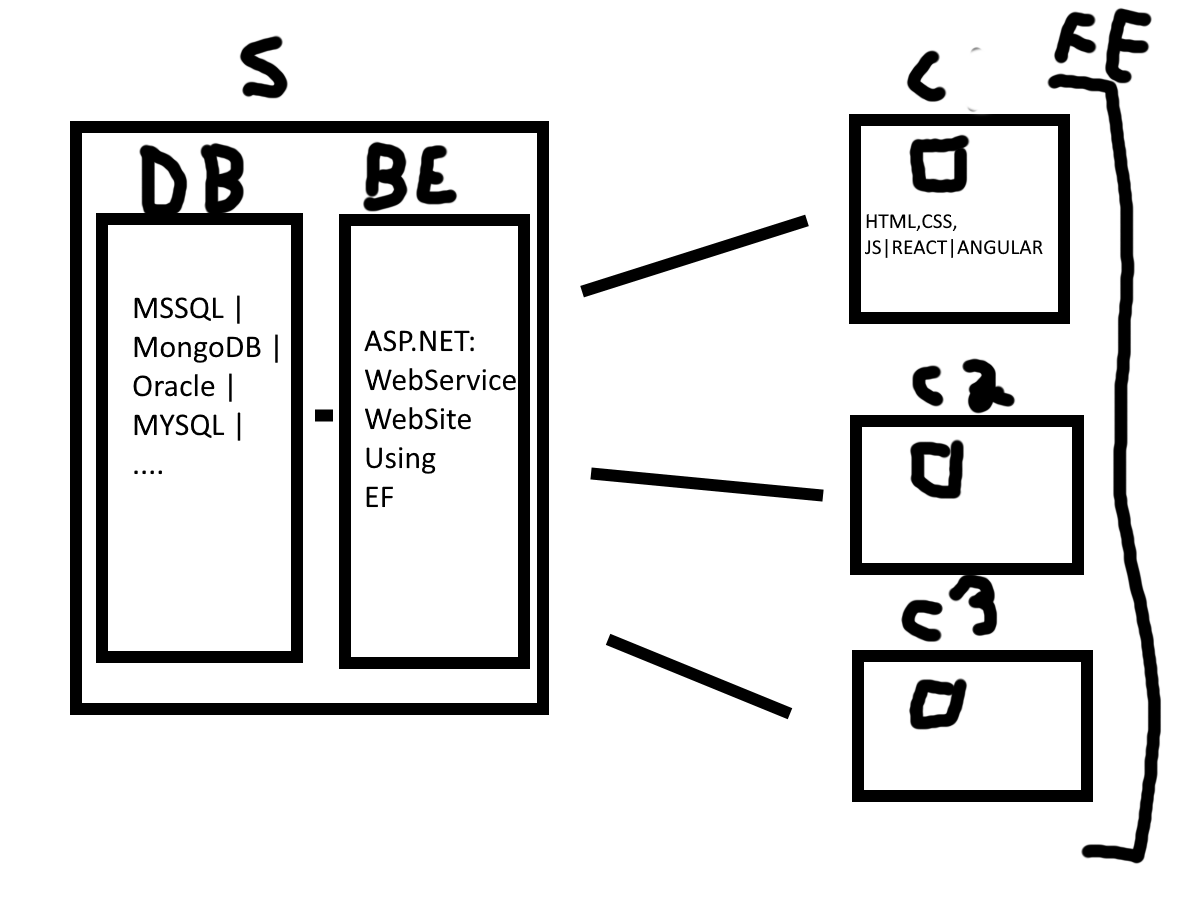 S
DB
BE
MSSQL |
MongoDB |
Oracle |
MYSQL |
....
ASP.NET:
WebService
WebSite
Using
EF
FE
C
HTML,CSS,
JS|REACT|ANGULAR
C2
C3